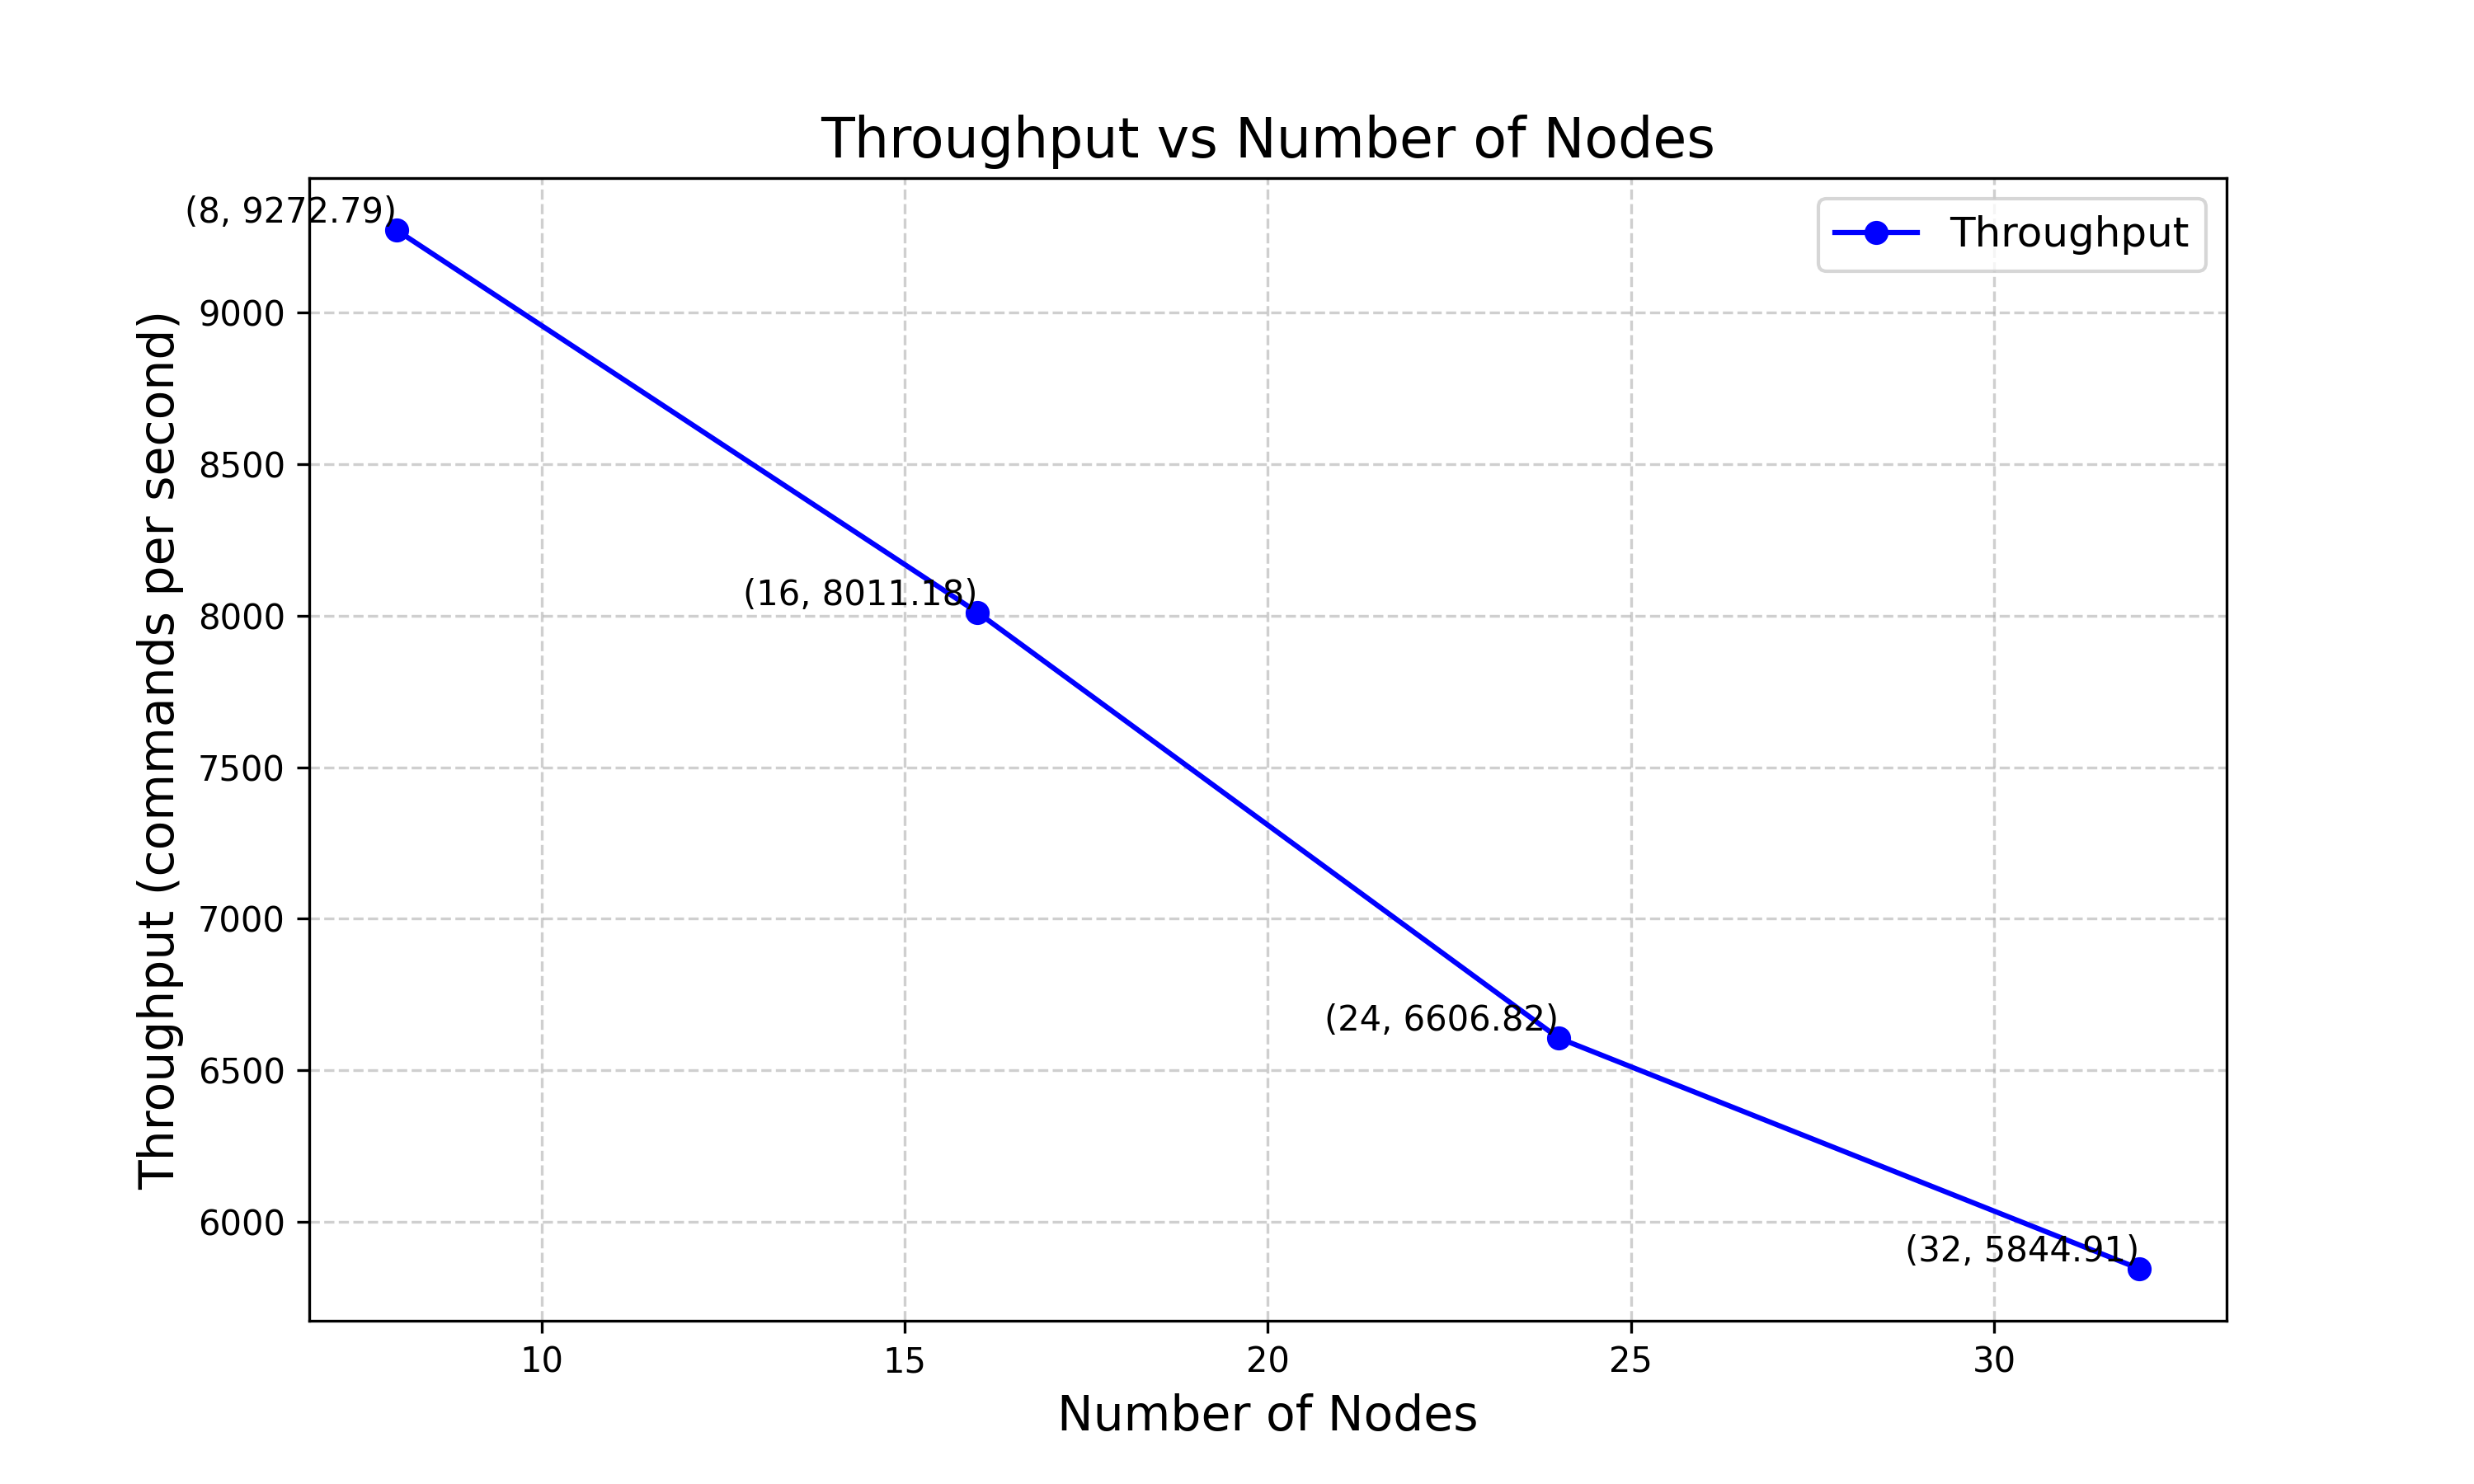 Throughput vs Number of Nodes
(8, 9272.79)
Throughput
9000
8500
(16, 8011.18)
8000
7500
7000
(24, 6606.82)
6500
(32, 5844.91)
6000
Throughput (commands per second)
10 15 20 25 30
Number of Nodes